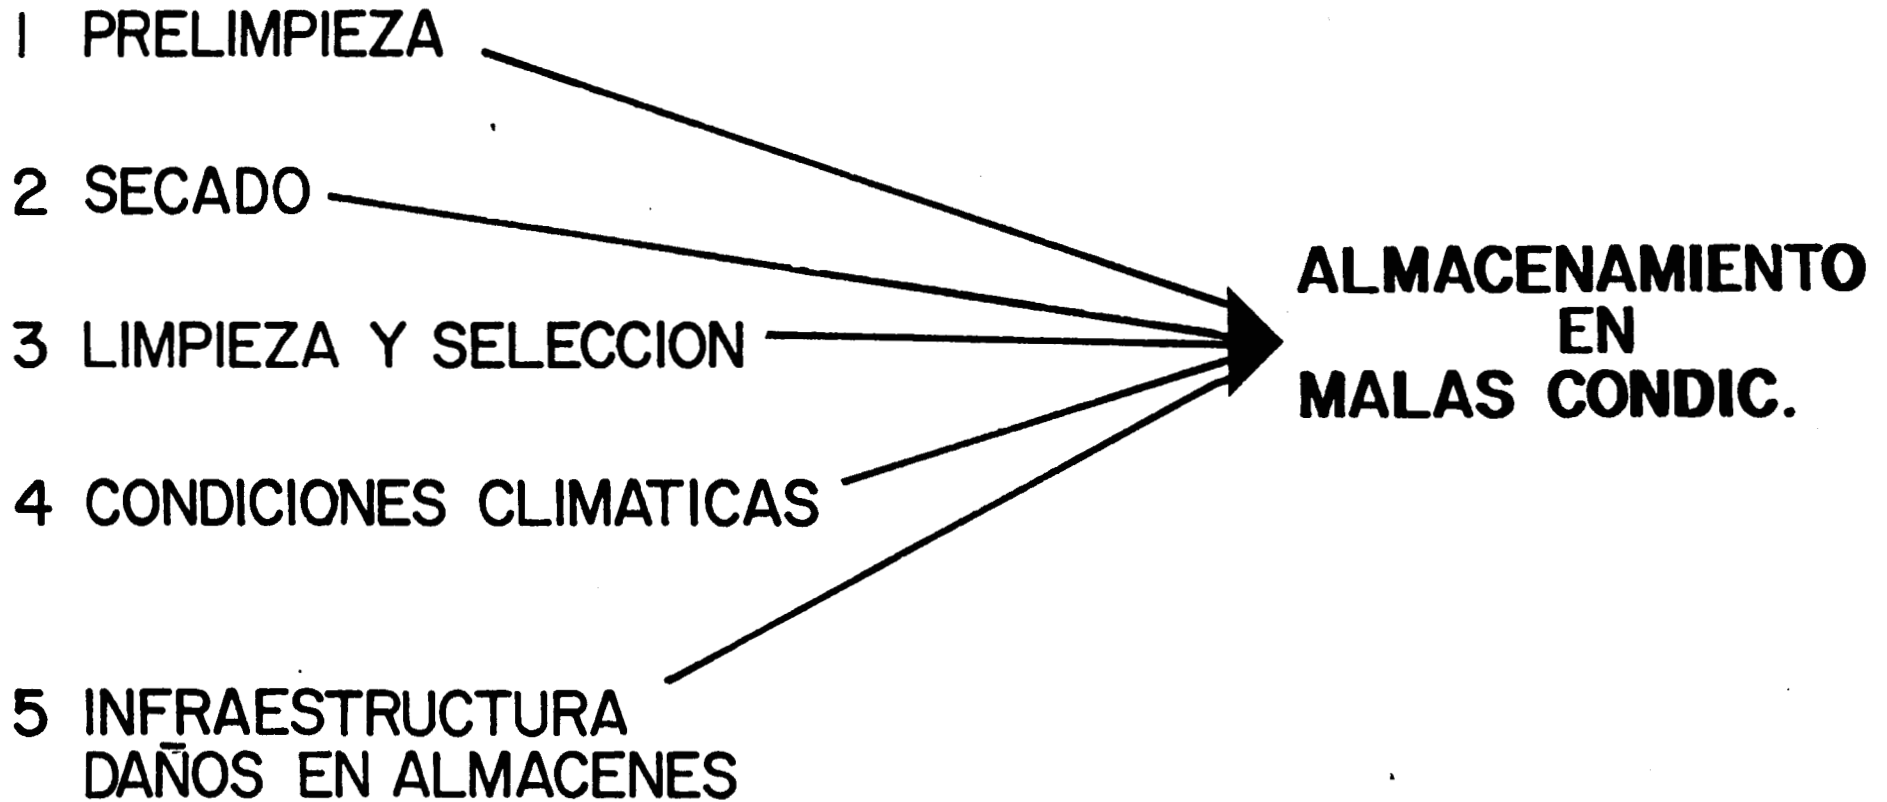 1 PRELIMPIEZA
2 SECADO
3 LIMPIEZA Y SELECCION
4 CONDICIONES CLIMATICAS
5 INFRAESTRUCTURA
DAÑOS EN ALMACENES
ALMACENAMIENTO
EN
MALAS CONDIC.